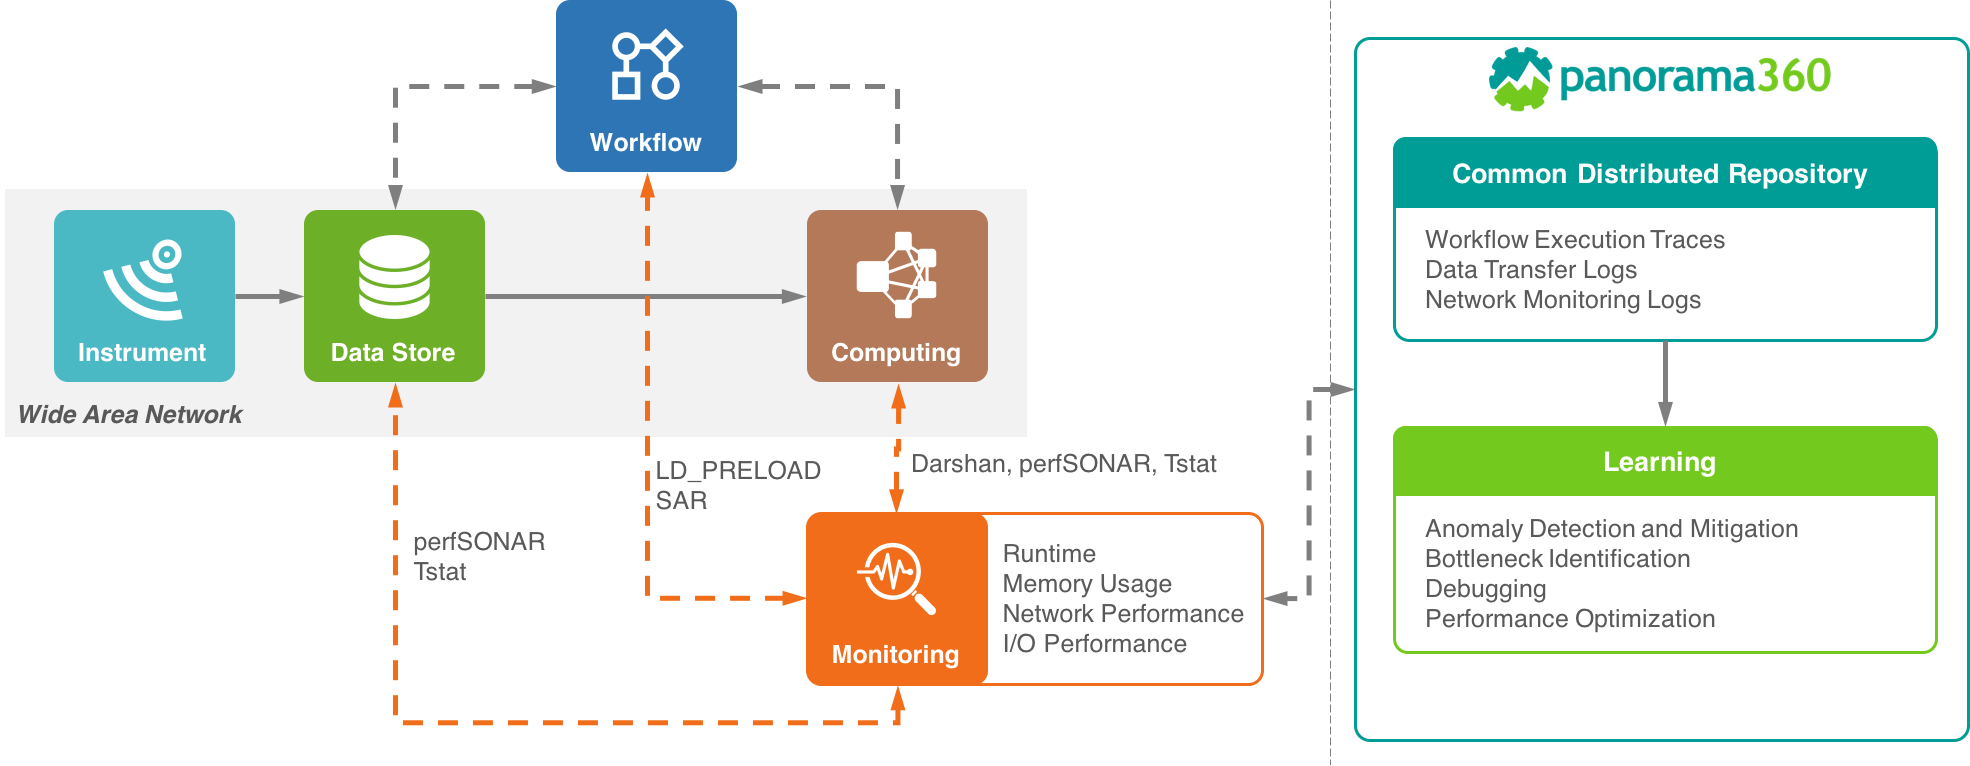 Workflow
Instrument
Data Store
Computing
Wide Area Network
LD_PRELOAD
SAR
Darshan, perfSONAR, Tstat
perfSONAR
Tstat
Monitoring
Runtime
Memory Usage
Network Performance
I/O Performance
panorama360
Common Distributed Repository
Workflow Execution Traces
Data Transfer Logs
Network Monitoring Logs
Learning
Anomaly Detection and Mitigation
Bottleneck Identification
Debugging
Performance Optimization